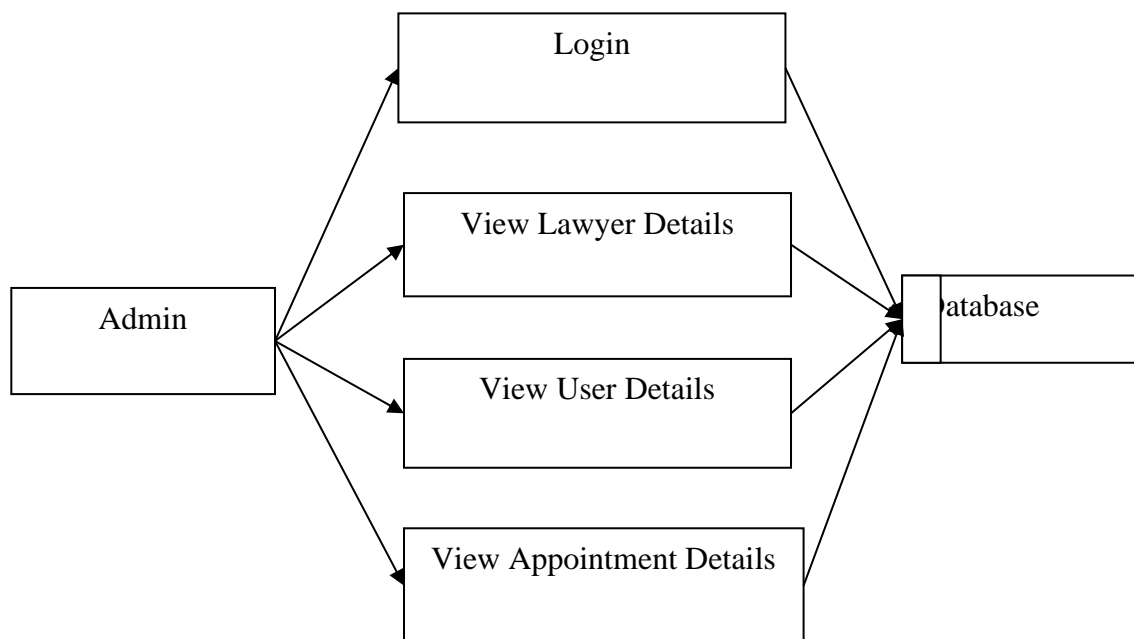 Login
View Lawyer Details
Admin
Database
View User Details
View Appointment Details